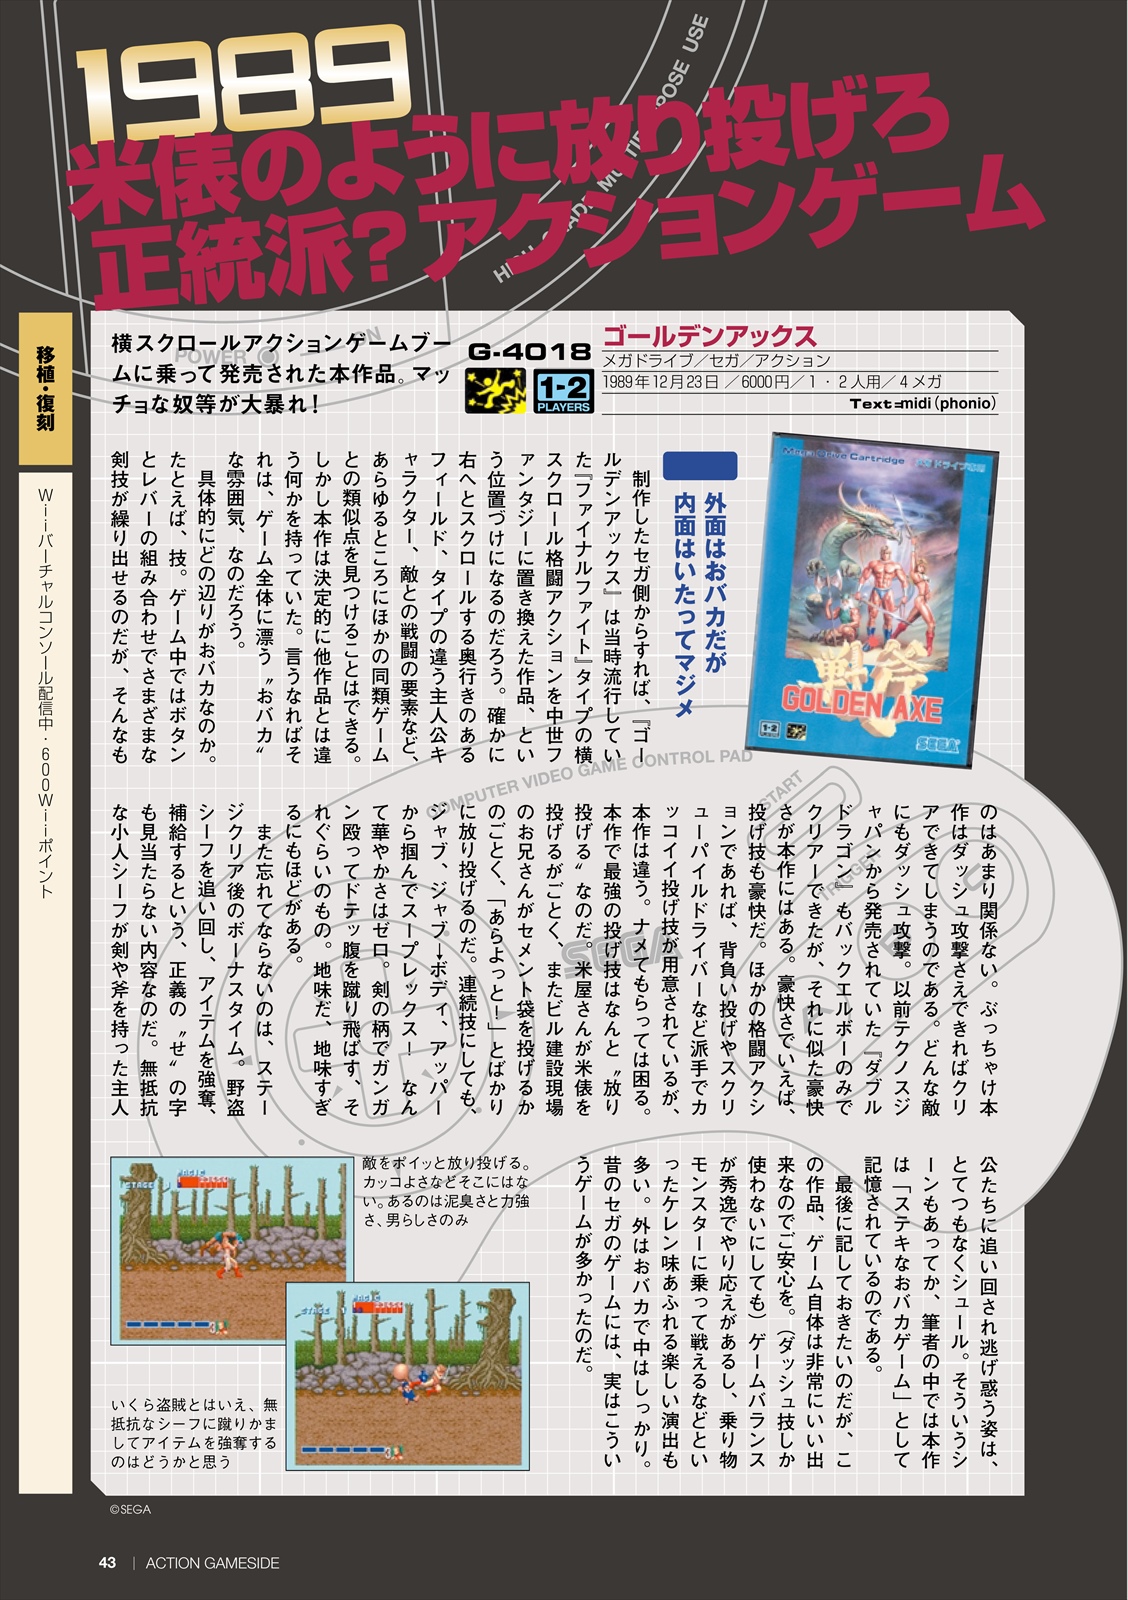 1989
米俵のように放り投げろ
正統派?アクションゲーム
HIGH GRADE MULTIPURPOSE USE
移植・復刻
Wiiバーチャルコンソール配信中・600Wiiポイント
横スクロールアクションゲームブー
ムに乗って発売された本作品。マッ
チョな奴等が大暴れ!
POWER
ON
G-4018
1-2
PLAYERS
ゴールデンアックス
メガドライブ/セガ/アクション
1989年12月23日/6000円/1・2人用/4メガ
Text=midi(phonio)
Mega Drive Cartridge
メガドライブ専用
戦斧
GOLDEN AXE
1-2
SEGA
外面はおバカだが
内面はいたってマジメ
制作したセガ側からすれば、『ゴー
ルデンアックス』は当時流行してい
た『ファイナルファイト』タイプの横
スクロール格闘アクションを中世フ
ァンタジーに置き換えた作品、とい
う位置づけになるのだろう。確かに
右へとスクロールする奥行きのある
フィールド、タイプの違う主人公キ
ャラクター、敵との戦闘の要素など、
あらゆるところにほかの同類ゲーム
との類似点を見つけることはできる。
しかし本作は決定的に他作品とは違
う何かを持っていた。言うなればそ
れは、ゲーム全体に漂う〝おバカ〟
な雰囲気、なのだろう。
具体的にどの辺りがおバカなのか。
たとえば、技。ゲーム中ではボタン
とレバーの組み合わせでさまざまな
剣技が繰り出せるのだが、そんなも
のはあまり関係ない。ぶっちゃけ本
作はダッシュ攻撃さえできればクリ
アできてしまうのである。どんな敵
にもダッシュ攻撃。以前テクノスジ
ャパンから発売されていた『ダブル
ドラゴン』もバックエルボーのみで
クリアーできたが、それに似た豪快
さが本作にはある。豪快さでいえば、
投げ技も豪快だ。ほかの格闘アクシ
ョンであれば、背負い投げやスクリ
ューパイルドライバーなど派手でカ
ッコイイ投げ技が用意されているが、
本作は違う。ナメてもらっては困る。
本作で最強の投げ技はなんと〝放り
投げる〟なのだ。米屋さんが米俵を
投げるがごとく、またビル建設現場
のお兄さんがセメント袋を投げるか
のごとく、「あらよっと!」とばかり
に放り投げるのだ。連続技にしても、
ジャブ、ジャブ→ボディ、アッパー
から掴んでスープレックス! なん
て華やかさはゼロ。剣の柄でガンガ
ン殴ってドテッ腹を蹴り飛ばす、そ
れぐらいのもの。地味だ、地味すぎ
るにもほどがある。
また忘れてならないのは、ステー
ジクリア後のボーナスタイム。野盗
シーフを追い回し、アイテムを強奪、
補給するという、正義の〝せ〟の字
も見当たらない内容なのだ。無抵抗
な小人シーフが剣や斧を持った主人
公たちに追い回され逃げ惑う姿は、
とてつもなくシュール。そういうシ
ーンもあってか、筆者の中では本作
は「ステキなおバカゲーム」として
記憶されているのである。
最後に記しておきたいのだが、こ
の作品、ゲーム自体は非常にいい出
来なのでご安心を。(ダッシュ技しか
使わないにしても)ゲームバランス
が秀逸でやり応えがあるし、乗り物
モンスターに乗って戦えるなどとい
ったケレン味あふれる楽しい演出も
多い。外はおバカで中はしっかり。
昔のセガのゲームには、実はこうい
うゲームが多かったのだ。
COMPUTER VIDEO GAME CONTROL PAD
START
TRIGGER
SEGA
敵をポイッと放り投げる。
カッコよさなどそこにはな
い。あるのは泥臭さと力強
さ、男らしさのみ
STAGE
STAGE
いくら盗賊とはいえ、無
抵抗なシーフに蹴りかま
してアイテムを強奪する
のはどうかと思う
©SEGA
43 | ACTION GAMESIDE